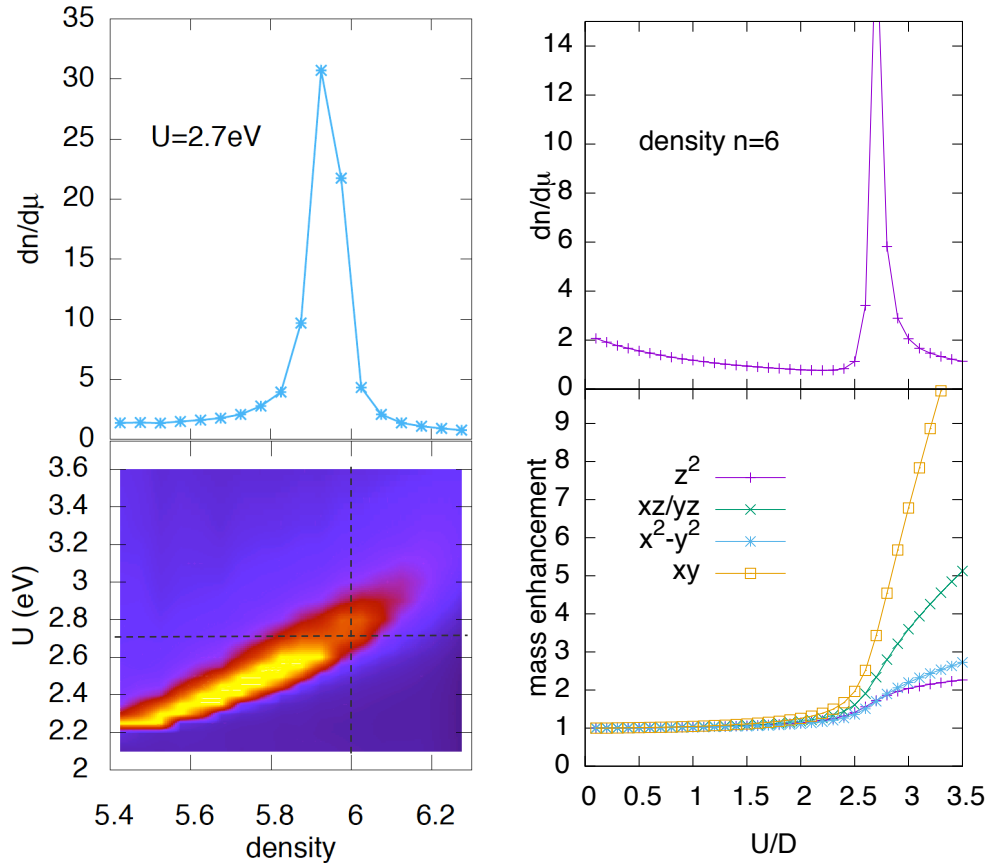 35
30
25
20
15
10
5
0
dn/dμ
U=2.7eV
3.6
3.4
3.2
3
2.8
2.6
2.4
2.2
2
U (eV)
5.4 5.6 5.8 6 6.2
density
14
12
10
8
6
4
2
0
dn/dμ
density n=6
9
8
7
6
5
4
3
2
1
0
mass enhancement
z²
xz/yz
x²-y²
xy
0 0.5 1 1.5 2 2.5 3 3.5
U/D